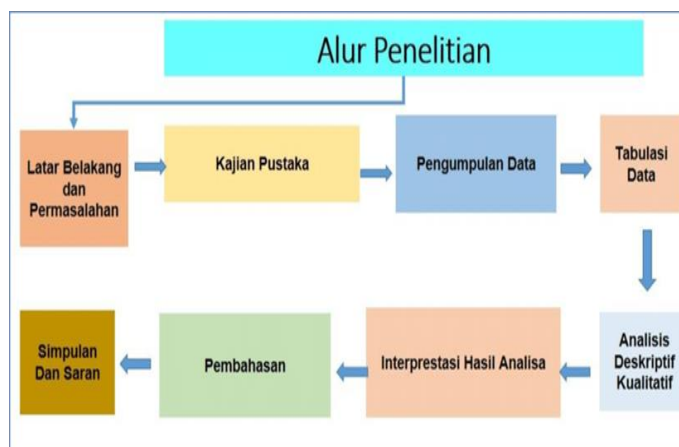 Alur Penelitian
Latar Belakang
dan
Permasalahan
Kajian Pustaka
Pengumpulan Data
Tabulasi
Data
Analisis
Deskriptif
Kualitatif
Interprestasi Hasil Analisa
Pembahasan
Simpulan
Dan Saran